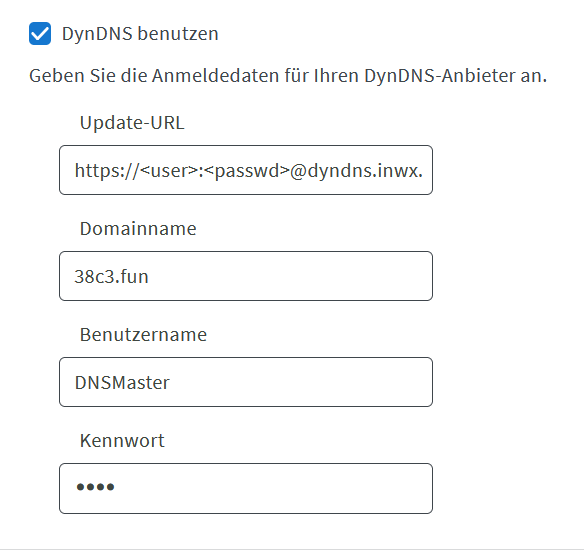 DynDNS benutzen
Geben Sie die Anmeldedaten für Ihren DynDNS-Anbieter an.
Update-URL
https://<user>:<passwd>@dyndns.inwx.
Domainname
38c3.fun
Benutzername
DNSMaster
Kennwort
••••